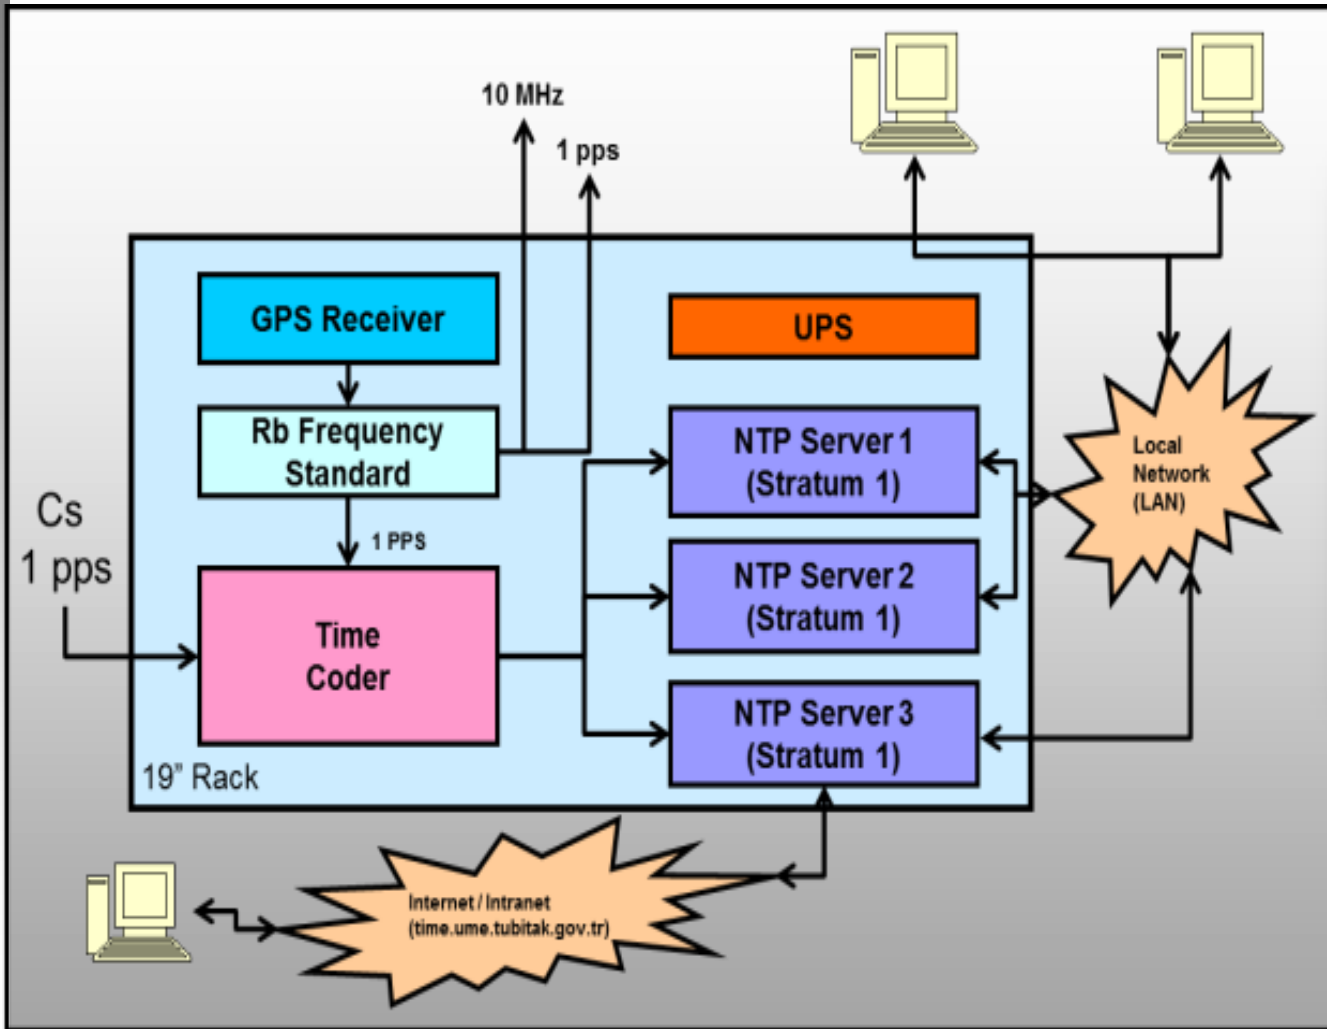 10 MHz
1 pps
GPS Receiver
UPS
Rb Frequency
Standard
NTP Server 1
(Stratum 1)
Local
Network
(LAN)
Cs
1 pps
1 PPS
NTP Server 2
(Stratum 1)
Time
Coder
NTP Server 3
(Stratum 1)
19” Rack
Internet / Intranet
(time.ume.tubitak.gov.tr)